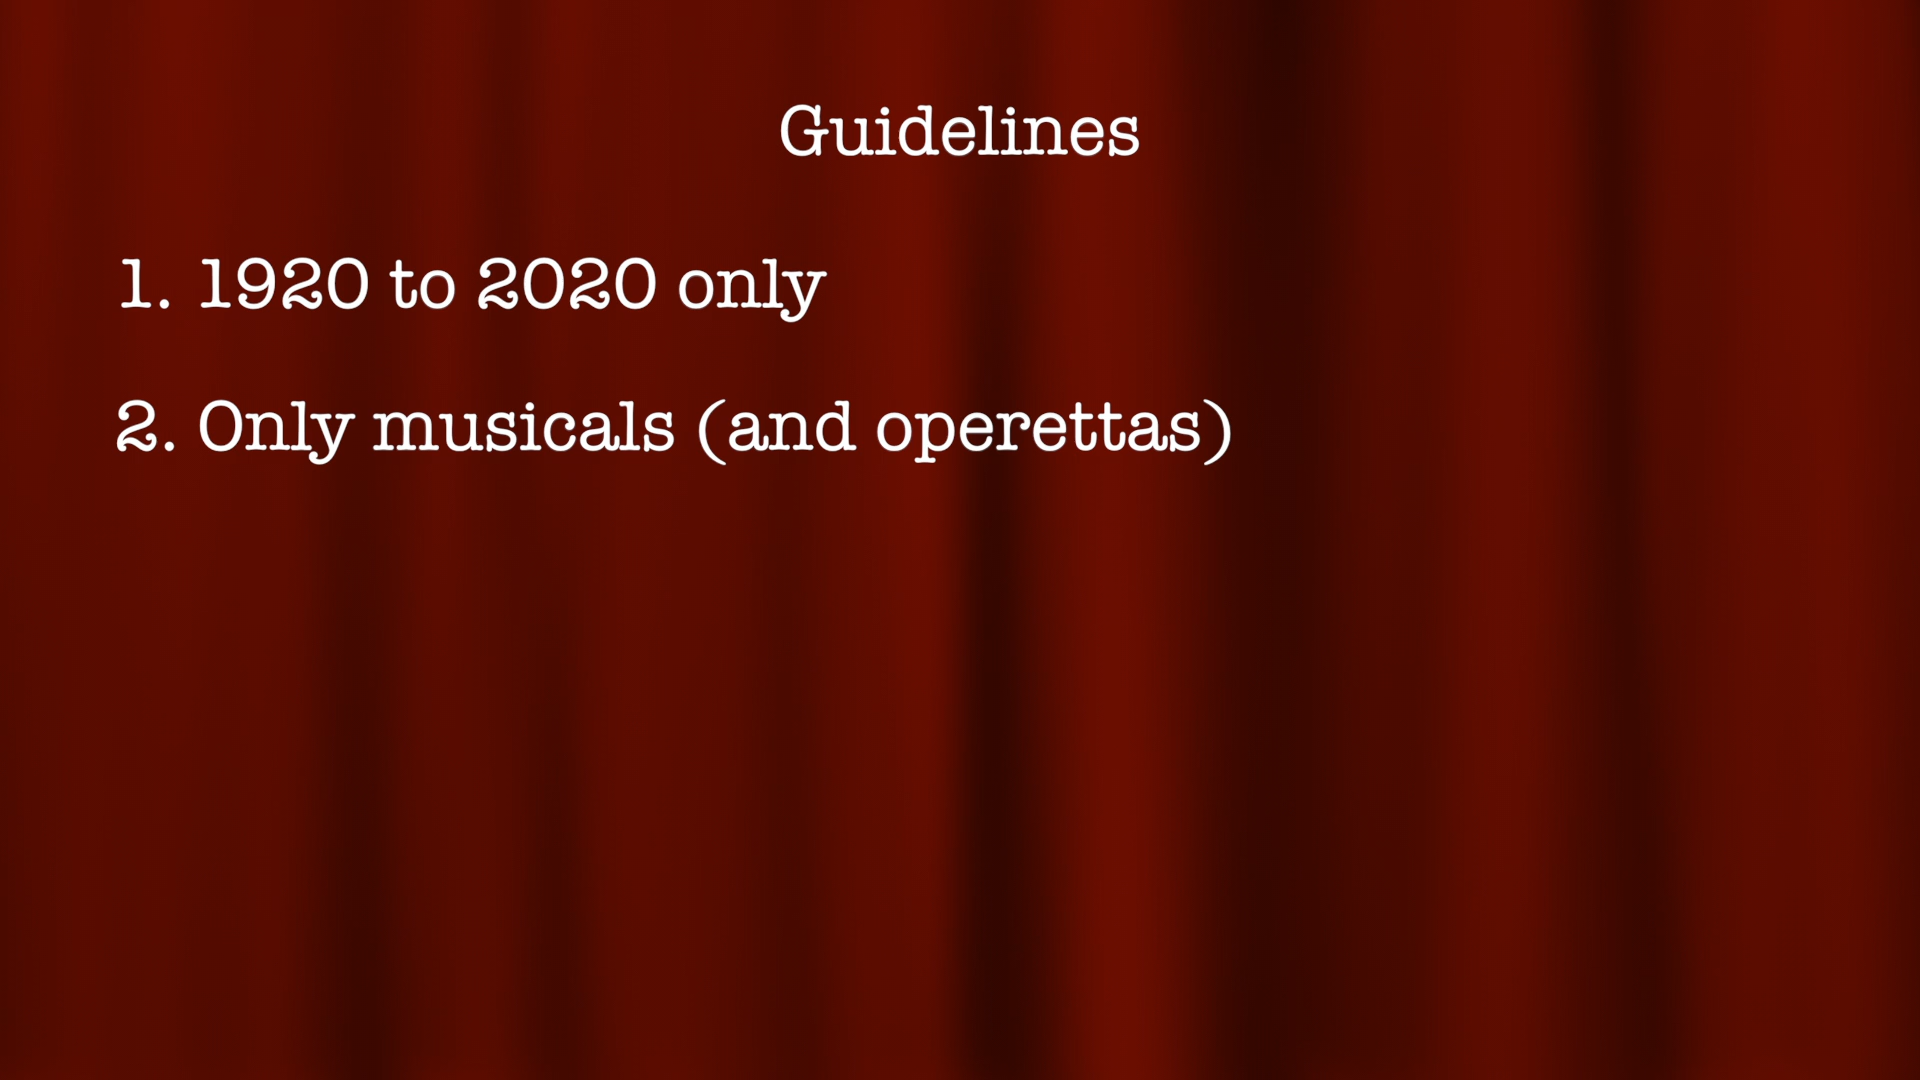 Guidelines
1. 1920 to 2020 only
2. Only musicals (and operettas)